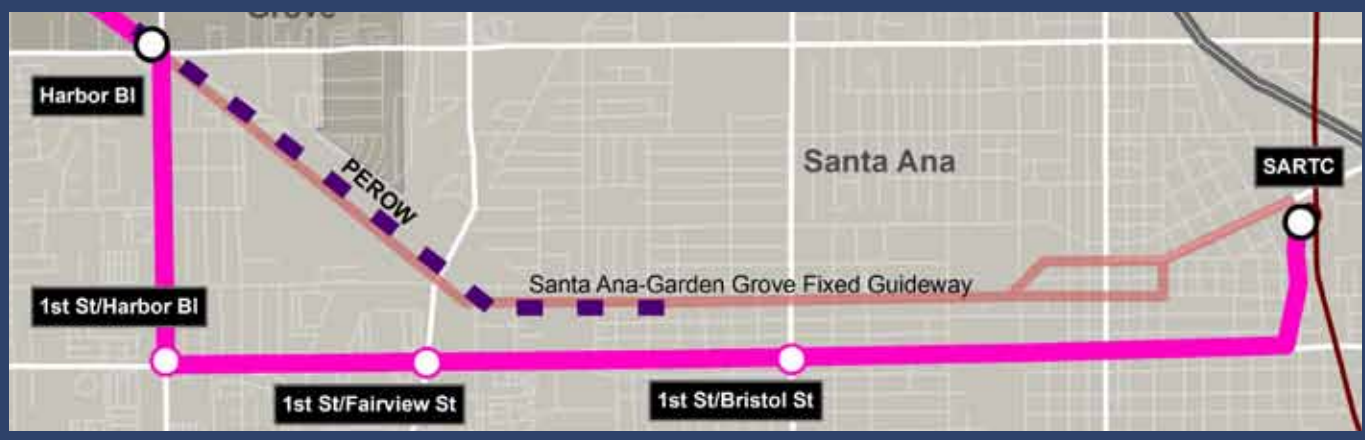 Grove
Harbor Bl
PEROW
Santa Ana
SARTC
Santa Ana-Garden Grove Fixed Guideway
1st St/Harbor Bl
1st St/Fairview St
1st St/Bristol St